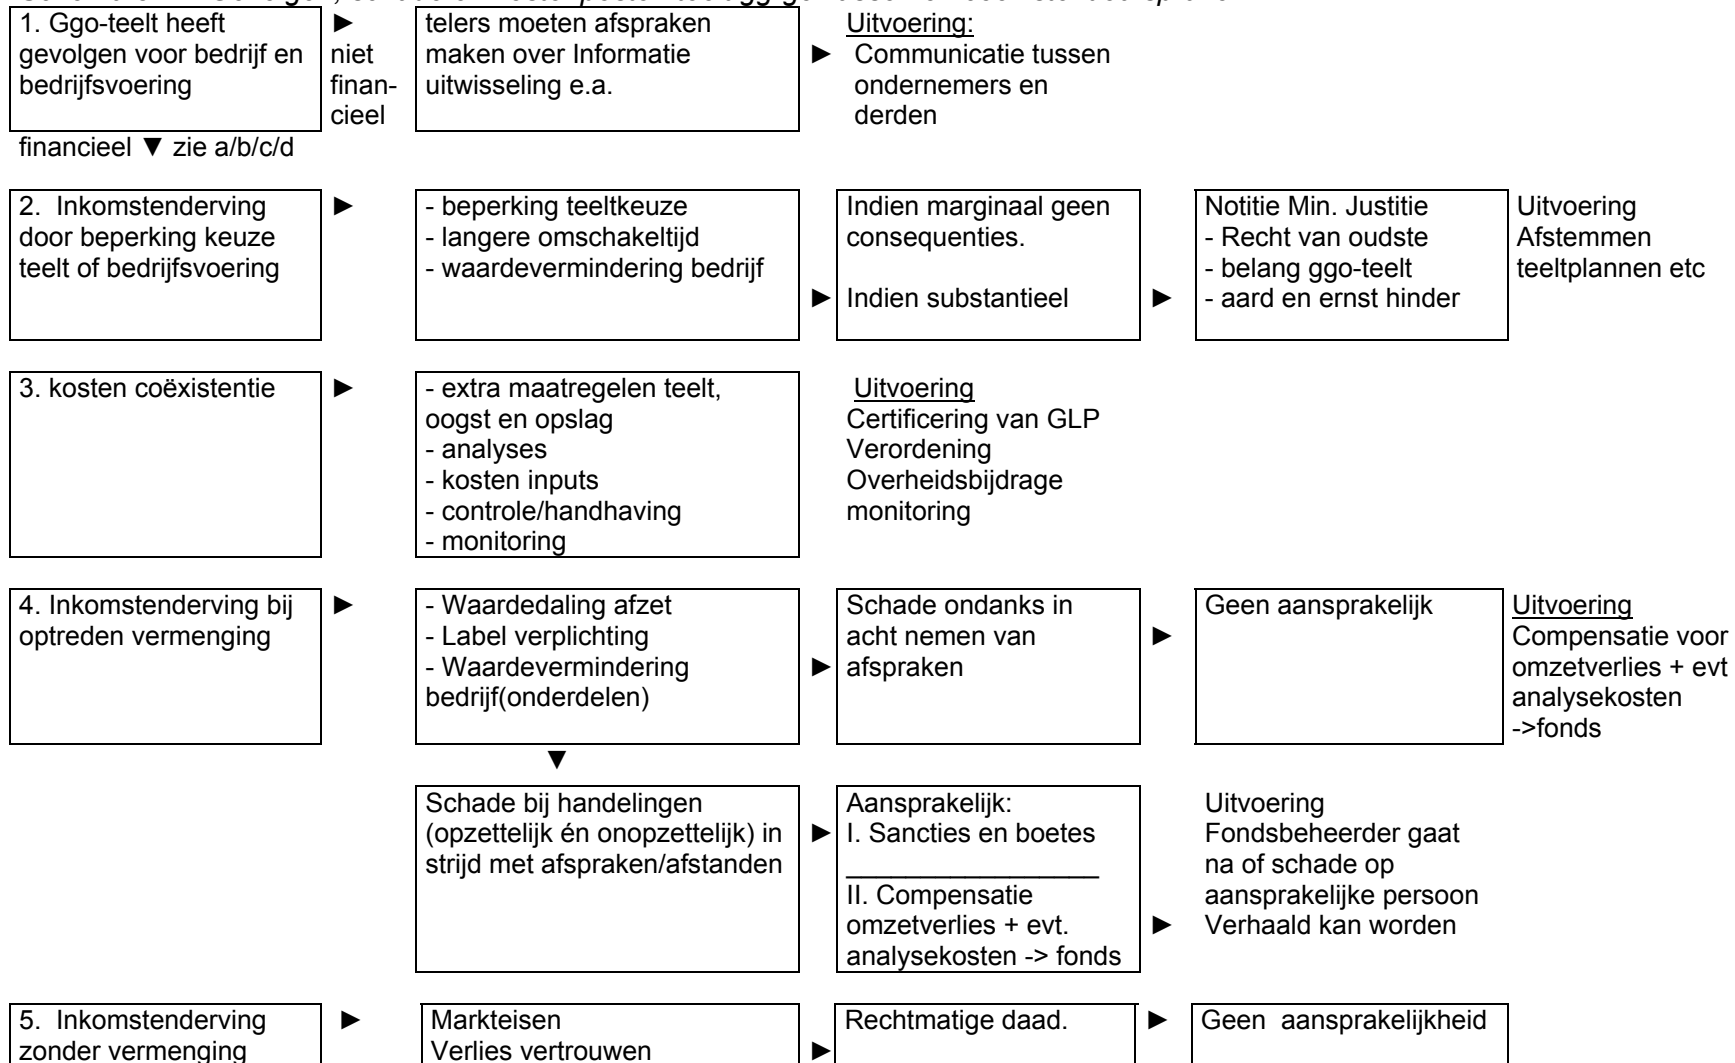 1. Ggo-teelt heeft
gevolgen voor bedrijf en
bedrijfsvoering
►
niet
finan-
cieel
telers moeten afspraken
maken over Informatie
uitwisseling e.a.
►
Uitvoering:
Communicatie tussen
ondernemers en
derden
financieel ▼ zie a/b/c/d
2. Inkomstenderving
door beperking keuze
teelt of bedrijfsvoering
►
- beperking teeltkeuze
- langere omschakeltijd
- waardevermindering bedrijf
►
Indien marginaal geen
consequenties.
Indien substantieel
►
Notitie Min. Justitie
- Recht van oudste
- belang ggo-teelt
- aard en ernst hinder
Uitvoering
Afstemmen
teeltplannen etc
3. kosten coëxistentie
►
- extra maatregelen teelt,
oogst en opslag
- analyses
- kosten inputs
- controle/handhaving
- monitoring
Uitvoering
Certificering van GLP
Verordening
Overheidsbijdrage
monitoring
4. Inkomstenderving bij
optreden vermenging
►
- Waardedaling afzet
- Label verplichting
- Waardevermindering
bedrijf(onderdelen)
►
Schade ondanks in
acht nemen van
afspraken
►
Geen aansprakelijk
Uitvoering
Compensatie voor
omzetverlies + evt
analysekosten
->fonds
▼
Schade bij handelingen
(opzettelijk én onopzettelijk) in
strijd met afspraken/afstanden
►
Aansprakelijk:
I. Sancties en boetes
_________________
II. Compensatie
omzetverlies + evt.
analysekosten -> fonds
►
Uitvoering
Fondsbeheerder gaat
na of schade op
aansprakelijke persoon
Verhaald kan worden
5. Inkomstenderving
zonder vermenging
►
Markteisen
Verlies vertrouwen
►
Rechtmatige daad.
►
Geen aansprakelijkheid